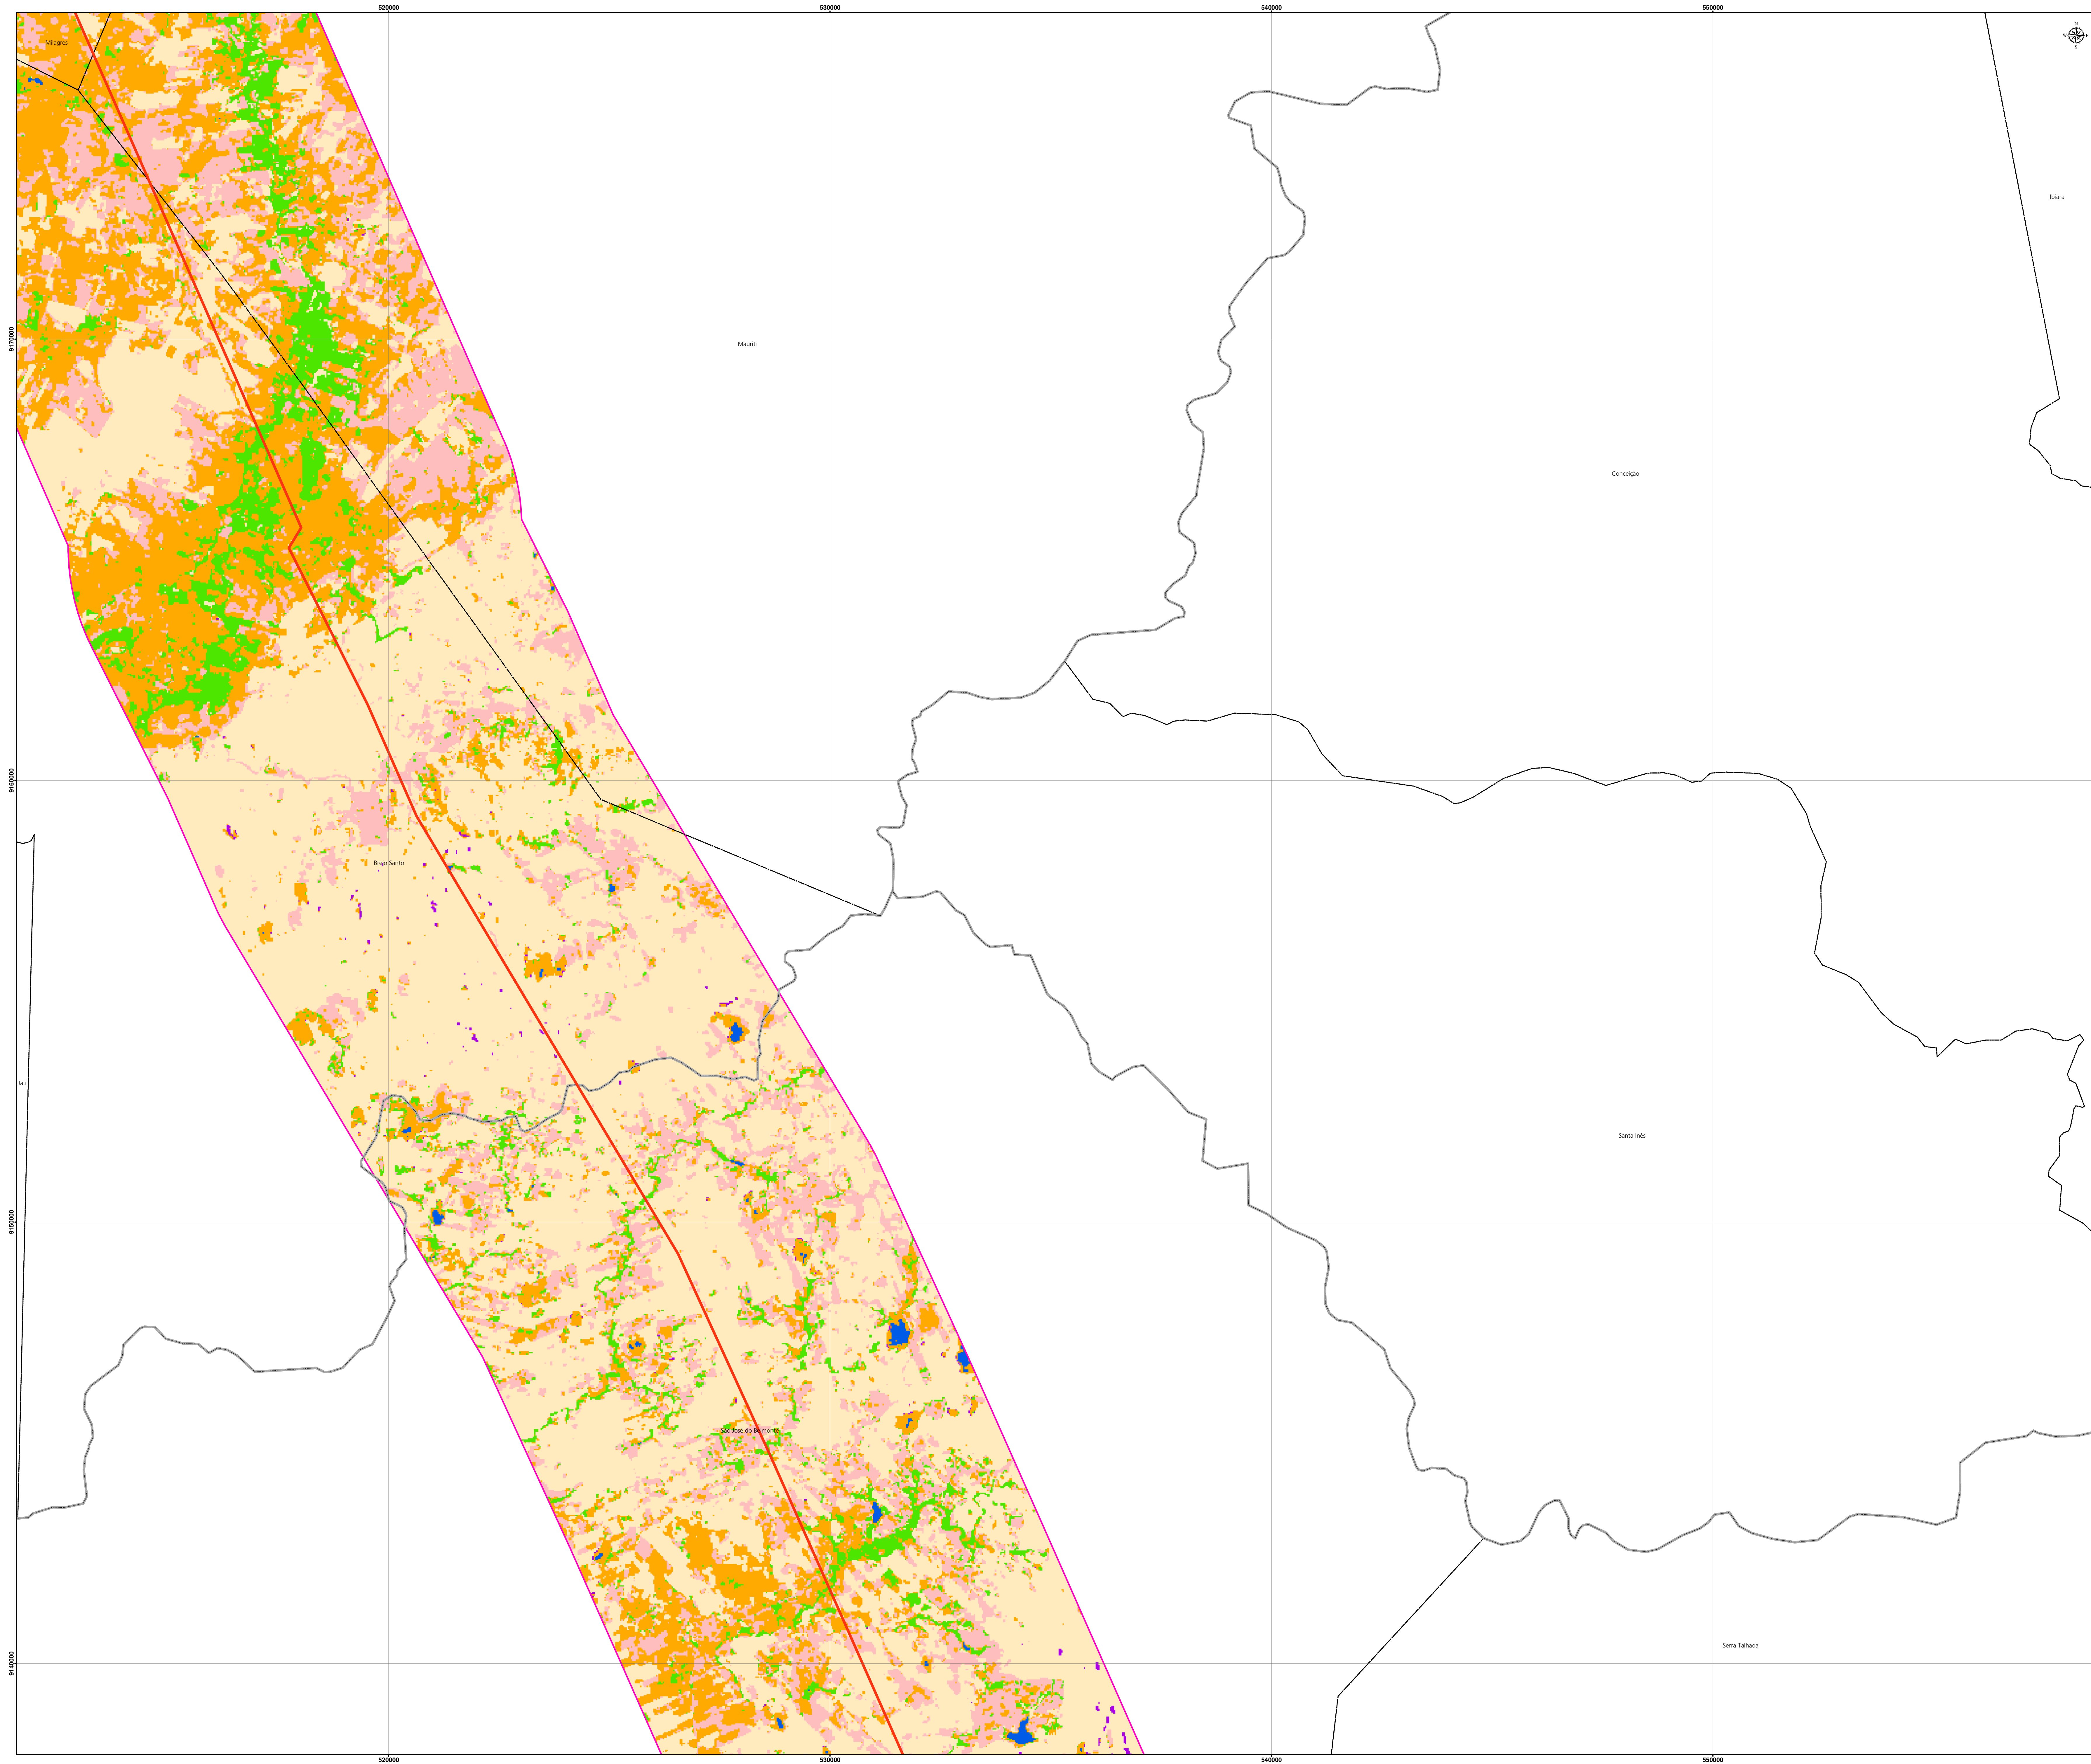 520000
530000
540000
550000
Milagres
N
W
E
S
Ibiara
9170000
Mauriti
Conceição
9160000
Brejo Santo
Jati
Santa Inês
9150000
São José do Belmonte
Serra Talhada
9140000
520000
530000
540000
550000